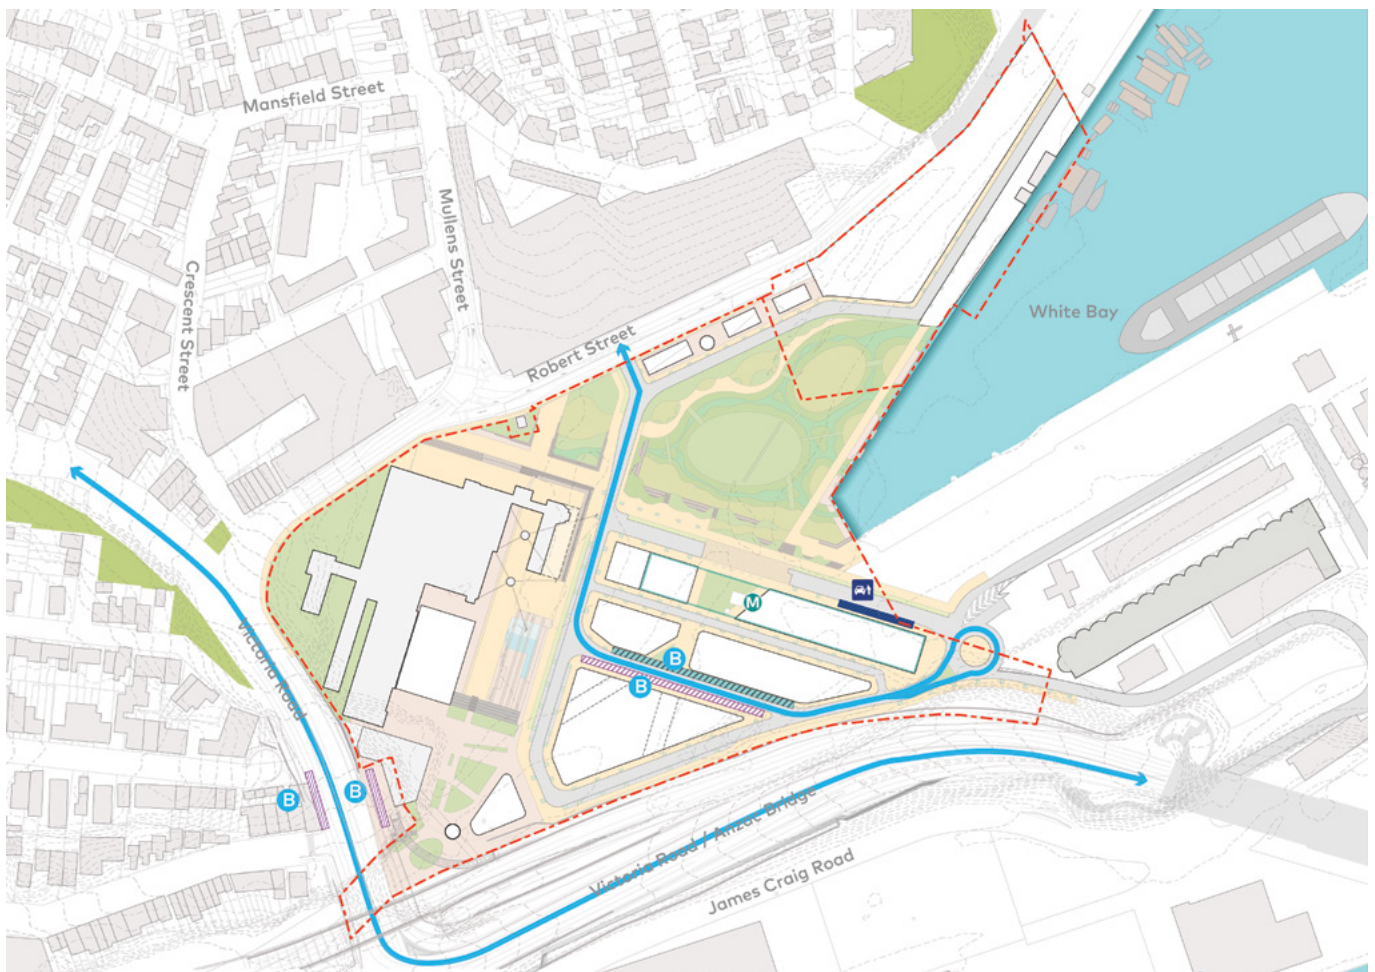 Mansfield Street
Mullens Street
Crescent Street
White Bay
Robert Street
M
Victoria Road
B
B
B
B
Victoria Road / Anzac Bridge
James Craig Road